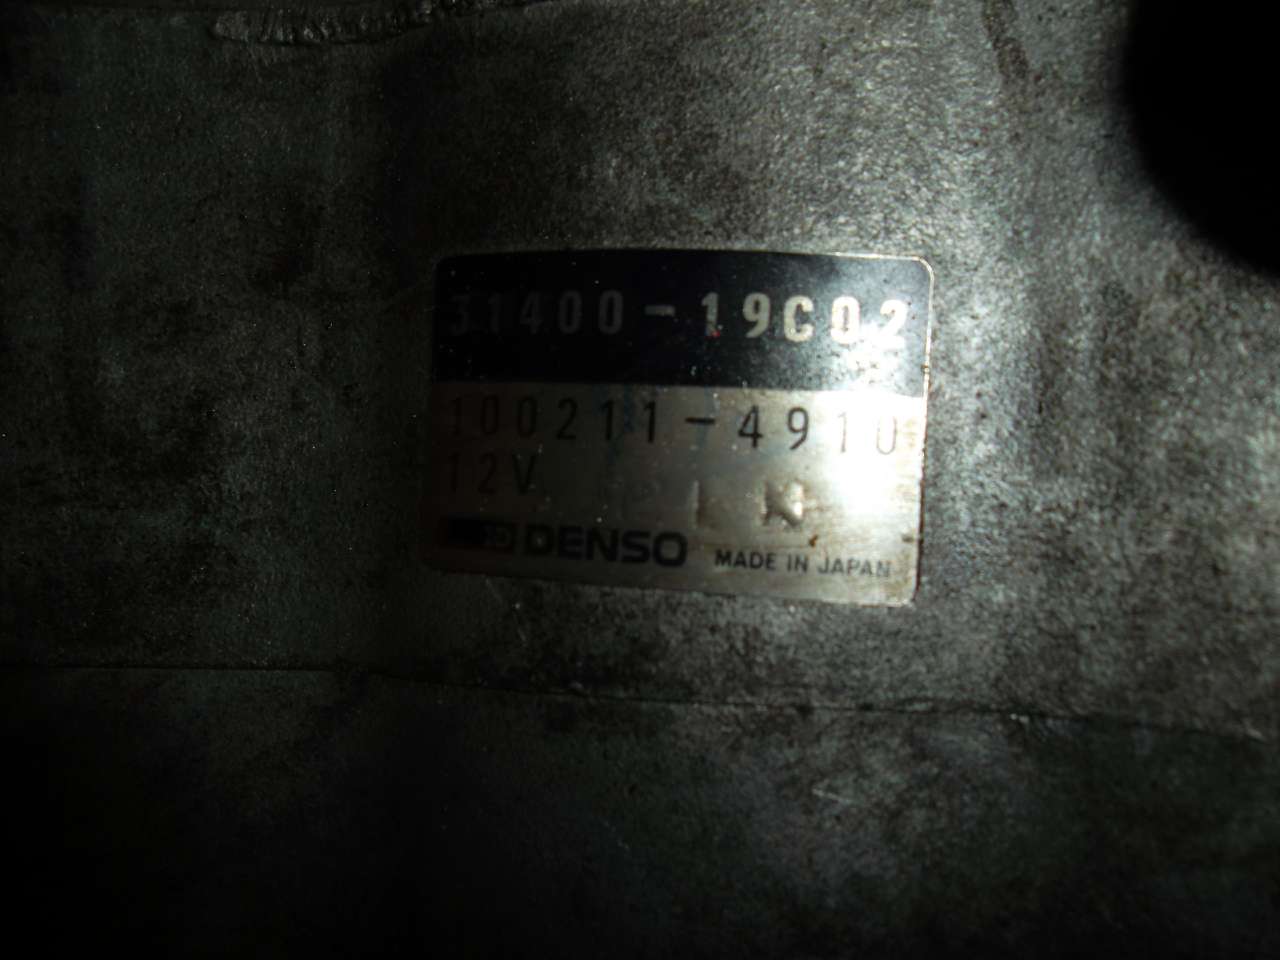 31400-19C02
100211-4910
12V
DENSO MADE IN JAPAN